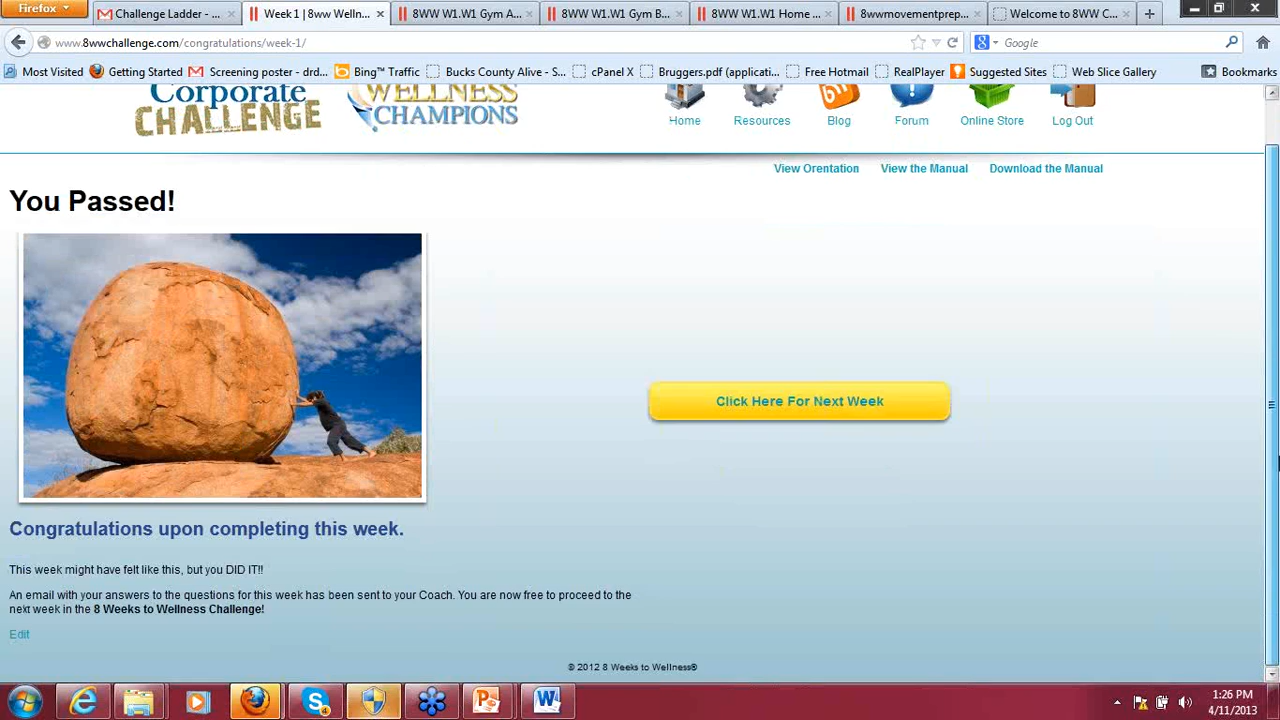 Firefox
Challenge Ladder - ...
Week 1 | 8ww Welln...
8WW W1.W1 Gym A...
8WW W1.W1 Gym B...
8WW W1.W1 Home ...
8wwmovementprep...
Welcome to 8WW C...
www.8wwchallenge.com/congratulations/week-1/
Google
Most Visited
Getting Started
Screening poster - drd...
Bing™ Traffic
Bucks County Alive - S...
cPanel X
Bruggers.pdf (applicati...
Free Hotmail
RealPlayer
Suggested Sites
Web Slice Gallery
Bookmarks
Corporate
CHALLENGE
WELLNESS
CHAMPIONS
Home
Resources
Blog
Forum
Online Store
Log Out
View Orentation
View the Manual
Download the Manual
You Passed!
Click Here For Next Week
Congratulations upon completing this week.
This week might have felt like this, but you DID IT!!
An email with your answers to the questions for this week has been sent to your Coach. You are now free to proceed to the
next week in the 8 Weeks to Wellness Challenge!
Edit
© 2012 8 Weeks to Wellness®
1:26 PM
4/11/2013